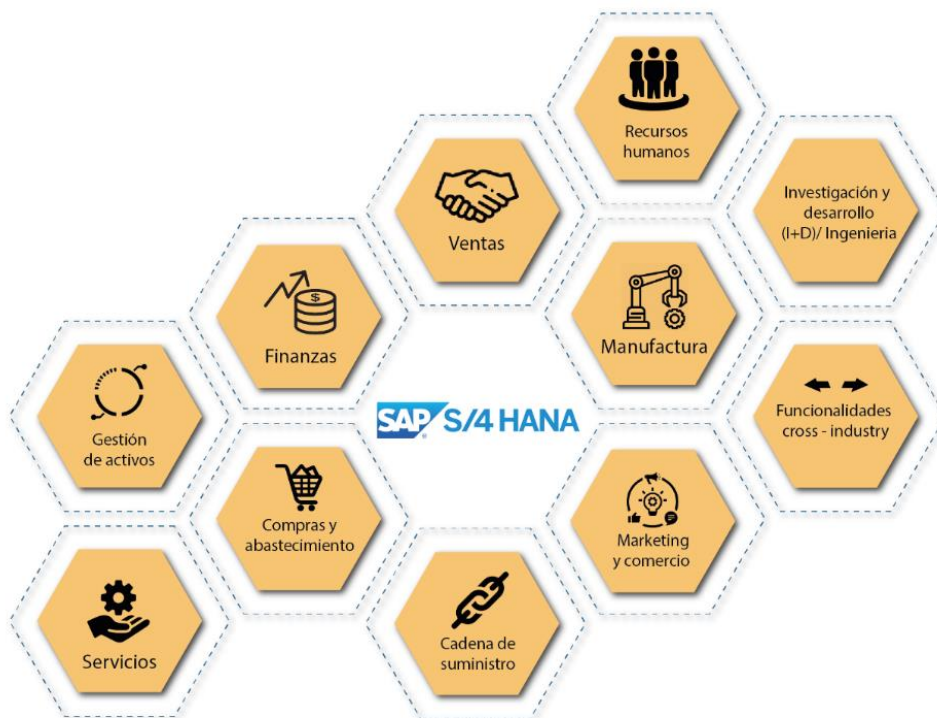 Recursos
humanos
Ventas
Investigación y
desarrollo
(I+D)/ Ingenieria
$
Finanzas
Manufactura
Gestión
de activos
SAP® S/4 HANA
Funcionalidades
cross - industry
Compras y
abastecimiento
Marketing
y comercio
Servicios
Cadena de
suministro